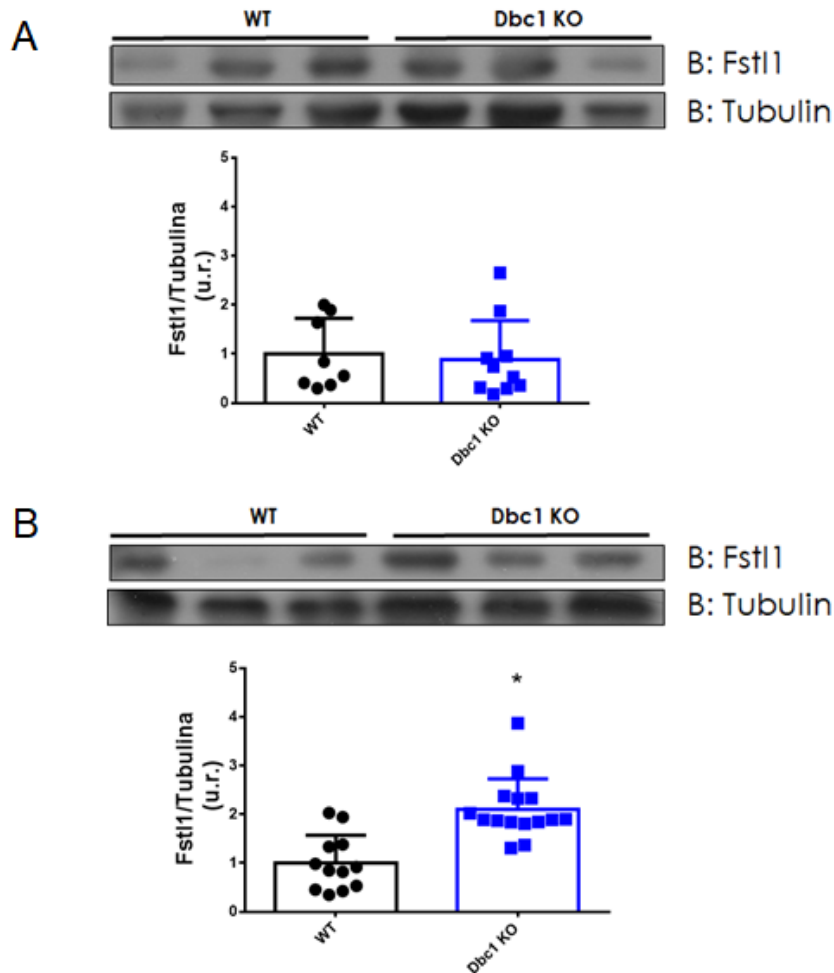 A
WT Dbc1 KO
B: Fstl1
B: Tubulin
5
4
3
2
1
0
Fstl1/Tubulina
(u.r.)
WT Dbc1 KO
B
WT Dbc1 KO
B: Fstl1
B: Tubulin
*
5
4
3
2
1
0
Fstl1/Tubulina
(u.r.)
WT Dbc1 KO